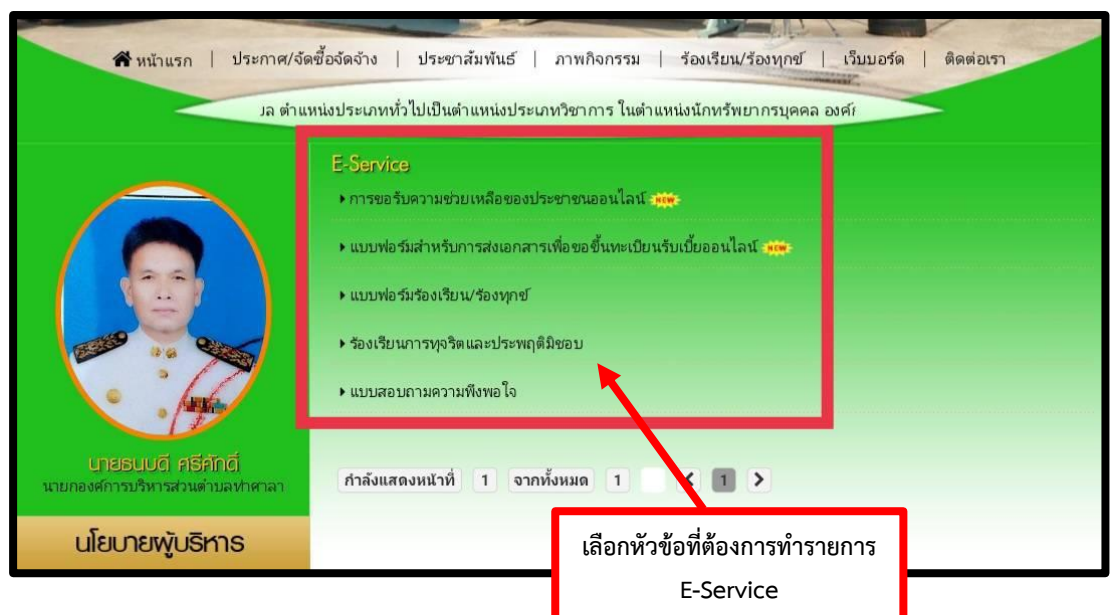 หน้าแรก | ประกาศ/จัดซื้อจัดจ้าง | ประชาสัมพันธ์ | ภาพกิจกรรม | ร้องเรียน/ร้องทุกข์ | เว็บบอร์ด | ติดต่อเรา
ตำแหน่งประเภททั่วไปเป็นตำแหน่งประเภทวิชาการ ในตำแหน่งนักทรัพยากรบุคคล
E-Service
การขอรับความช่วยเหลือของประชาชนออนไลน์ NEW
แบบฟอร์มสำหรับการส่งเอกสารเพื่อขอขึ้นทะเบียนรับเบี้ยออนไลน์ NEW
แบบฟอร์มร้องเรียน/ร้องทุกข์
ร้องเรียนการทุจริตและประพฤติมิชอบ
แบบสอบถามความพึงพอใจ
นายธนบดี ศรีศักดิ์
นายกองค์การบริหารส่วนตำบลท่าศาลา
กำลังแสดงหน้าที่ 1 จากทั้งหมด 1 1
นโยบายผู้บริหาร
เลือกหัวข้อที่ต้องการทำรายการ
E-Service